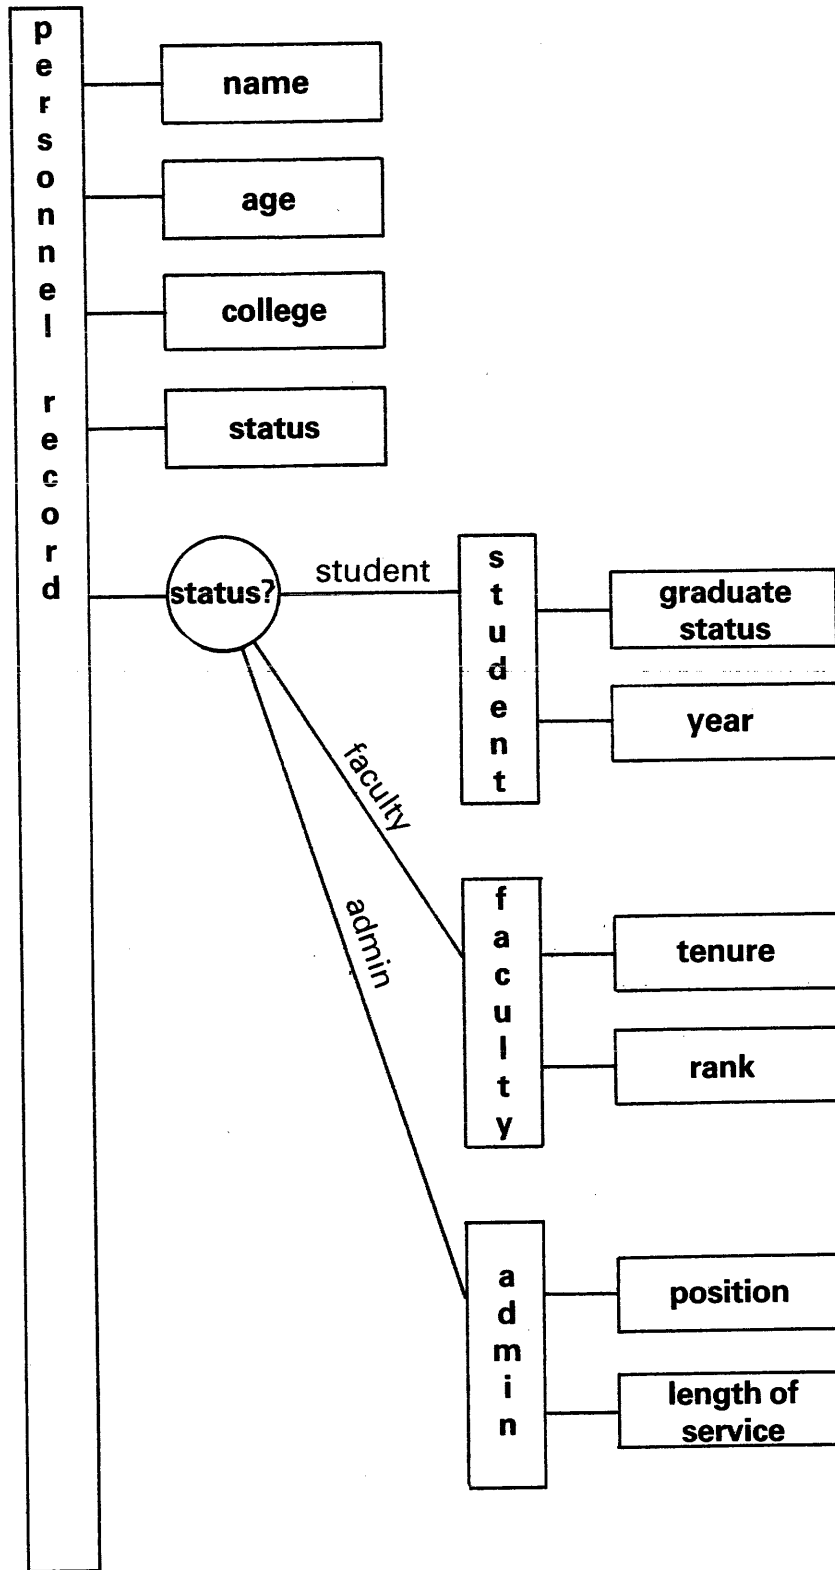 personnel record
name
age
college
status
status?
student
faculty
admin
student
graduate
status
year
faculty
tenure
rank
admin
position
length of
service